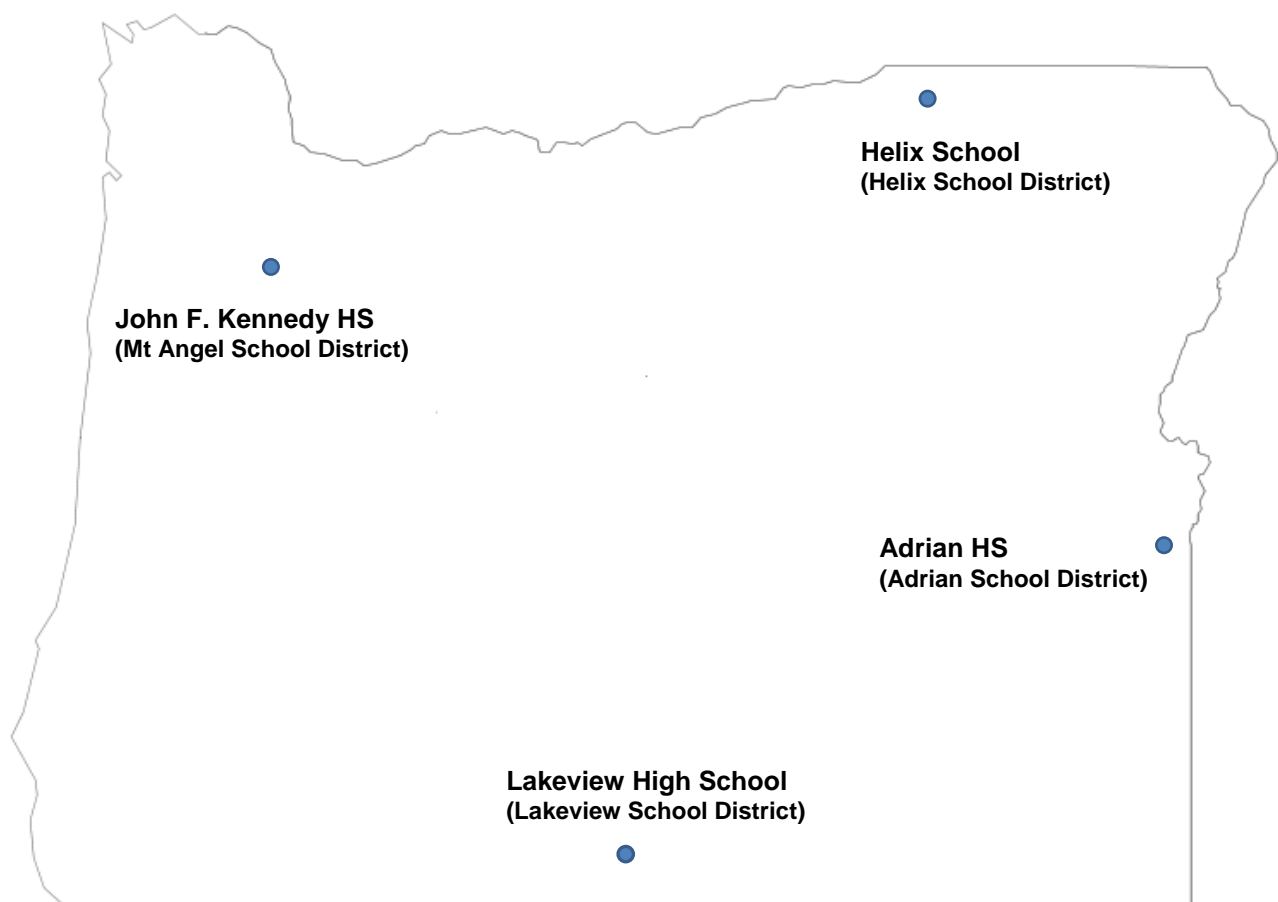 Helix School
(Helix School District)
John F. Kennedy HS
(Mt Angel School District)
Adrian HS
(Adrian School District)
Lakeview High School
(Lakeview School District)